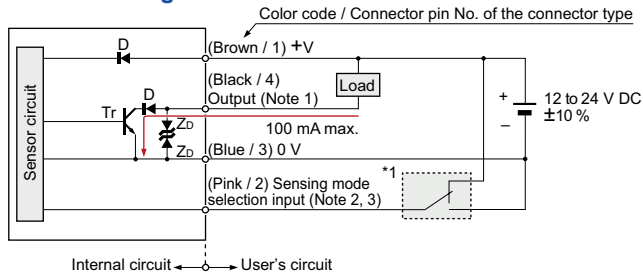 Color code / Connector pin No. of the connector type
D
(Brown / 1) +V
(Black / 4)
Output (Note 1)
Load
D
Tr
ZD
100 mA max.
+
12 to 24 V DC
±10 %
–
Sensor circuit
ZD
(Blue / 3) 0 V
*1
(Pink / 2) Sensing mode
selection input (Note 2, 3)
Internal circuit
User's circuit